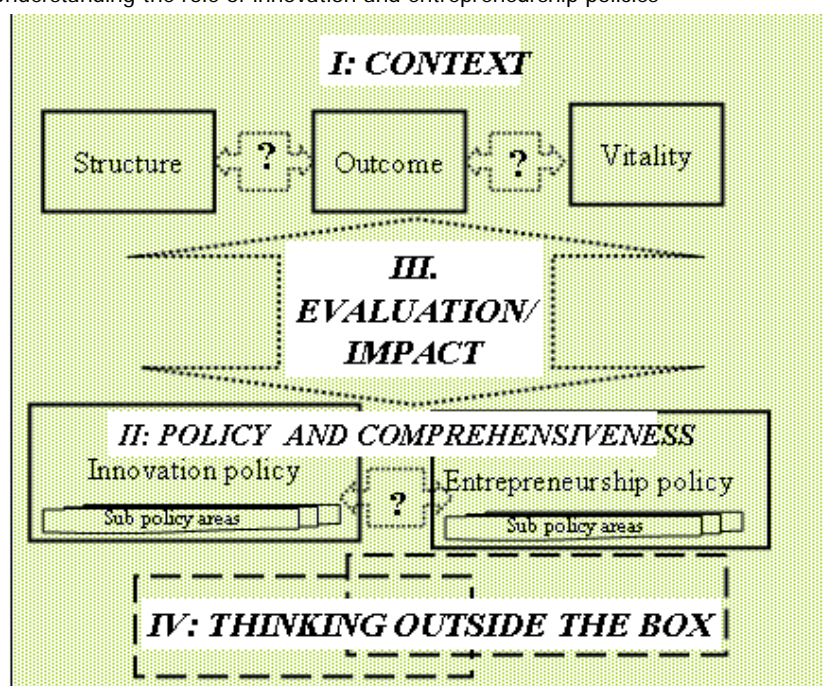 understanding the role of innovation and entrepreneurship policies
I: CONTEXT
Structure ? Outcome ? Vitality
III.
EVALUATION/
IMPACT
II: POLICY AND COMPREHENSIVENESS
Innovation policy
? Entrepreneurship policy
Sub policy areas Sub policy areas
IV: THINKING OUTSIDE THE BOX